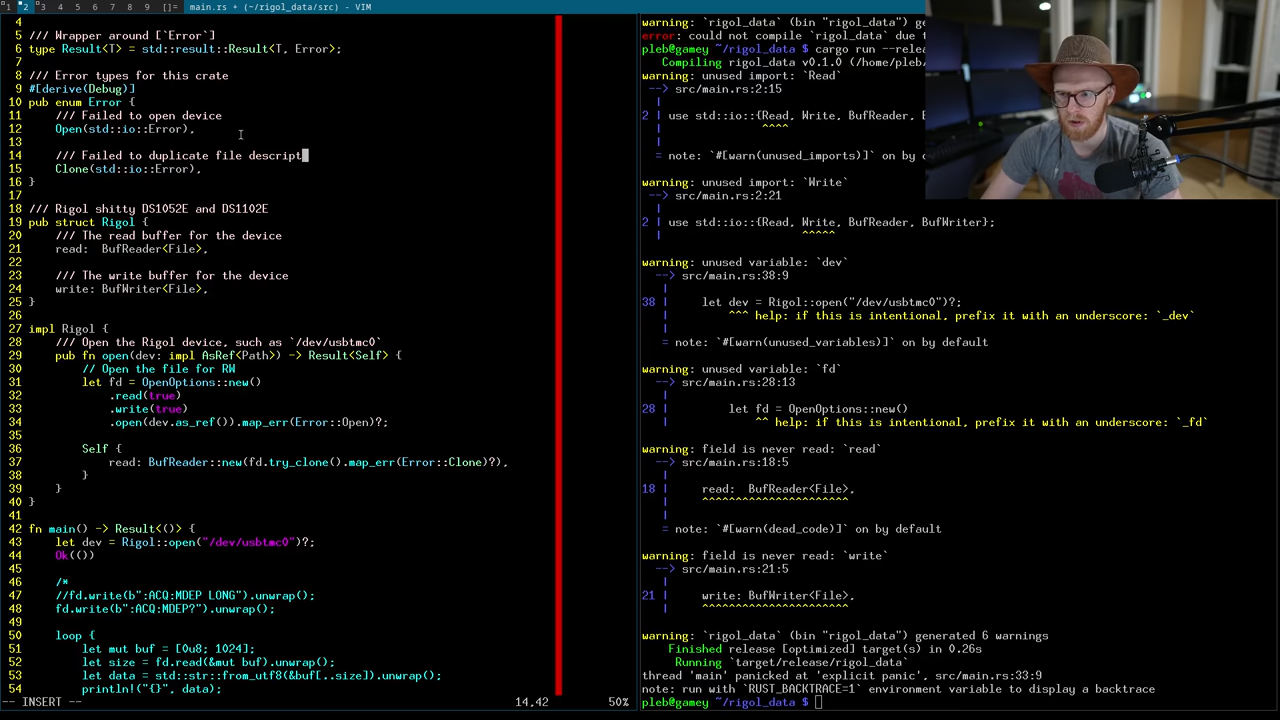 1 2 3 4 5 6 7 8 9 []= main.rs + (~/rigol_data/src) - VIM
4
5 /// Wrapper around [`Error`]
6 type Result<T> = std::result::Result<T, Error>;
7
8 /// Error types for this crate
9 #[derive(Debug)]
10 pub enum Error {
11     /// Failed to open device
12     Open(std::io::Error),
13
14     /// Failed to duplicate file descript
15     Clone(std::io::Error),
16 }
17
18 /// Rigol shitty DS1052E and DS1102E
19 pub struct Rigol {
20     /// The read buffer for the device
21     read:  BufReader<File>,
22
23     /// The write buffer for the device
24     write: BufWriter<File>,
25 }
26
27 impl Rigol {
28     /// Open the Rigol device, such as `/dev/usbtmc0`
29     pub fn open(dev: impl AsRef<Path>) -> Result<Self> {
30         // Open the file for RW
31         let fd = OpenOptions::new()
32             .read(true)
33             .write(true)
34             .open(dev.as_ref()).map_err(Error::Open)?;
35
36         Self {
37             read: BufReader::new(fd.try_clone().map_err(Error::Clone)?),
38         }
39     }
40 }
41
42 fn main() -> Result<()> {
43     let dev = Rigol::open("/dev/usbtmc0")?;
44     Ok(())
45
46     /*
47     //fd.write(b":ACQ:MDEP LONG").unwrap();
48     fd.write(b":ACQ:MDEP?").unwrap();
49
50     loop {
51         let mut buf = [0u8; 1024];
52         let size = fd.read(&mut buf).unwrap();
53         let data = std::str::from_utf8(&buf[..size]).unwrap();
54         println!("{}", data);
-- INSERT -- 14,42 50%
warning: `rigol_data` (bin "rigol_data") ge
error: could not compile `rigol_data` due t
pleb@gamey ~/rigol_data $ cargo run --relea
   Compiling rigol_data v0.1.0 (/home/pleb/
warning: unused import: `Read`
 --> src/main.rs:2:15
  |
2 | use std::io::{Read, Write, BufReader, B
  |               ^^^^
  |
  = note: `#[warn(unused_imports)]` on by d
warning: unused import: `Write`
 --> src/main.rs:2:21
  |
2 | use std::io::{Read, Write, BufReader, BufWriter};
  |                     ^^^^^
warning: unused variable: `dev`
  --> src/main.rs:38:9
   |
38 |     let dev = Rigol::open("/dev/usbtmc0")?;
   |         ^^^ help: if this is intentional, prefix it with an underscore: `_dev`
   |
   = note: `#[warn(unused_variables)]` on by default
warning: unused variable: `fd`
  --> src/main.rs:28:13
   |
28 |         let fd = OpenOptions::new()
   |             ^^ help: if this is intentional, prefix it with an underscore: `_fd`
warning: field is never read: `read`
  --> src/main.rs:18:5
   |
18 |     read:  BufReader<File>,
   |     ^^^^^^^^^^^^^^^^^^^^^^
   |
   = note: `#[warn(dead_code)]` on by default
warning: field is never read: `write`
  --> src/main.rs:21:5
   |
21 |     write: BufWriter<File>,
   |     ^^^^^^^^^^^^^^^^^^^^^^
warning: `rigol_data` (bin "rigol_data") generated 6 warnings
    Finished release [optimized] target(s) in 0.26s
     Running `target/release/rigol_data`
thread 'main' panicked at 'explicit panic', src/main.rs:33:9
note: run with `RUST_BACKTRACE=1` environment variable to display a backtrace
pleb@gamey ~/rigol_data $